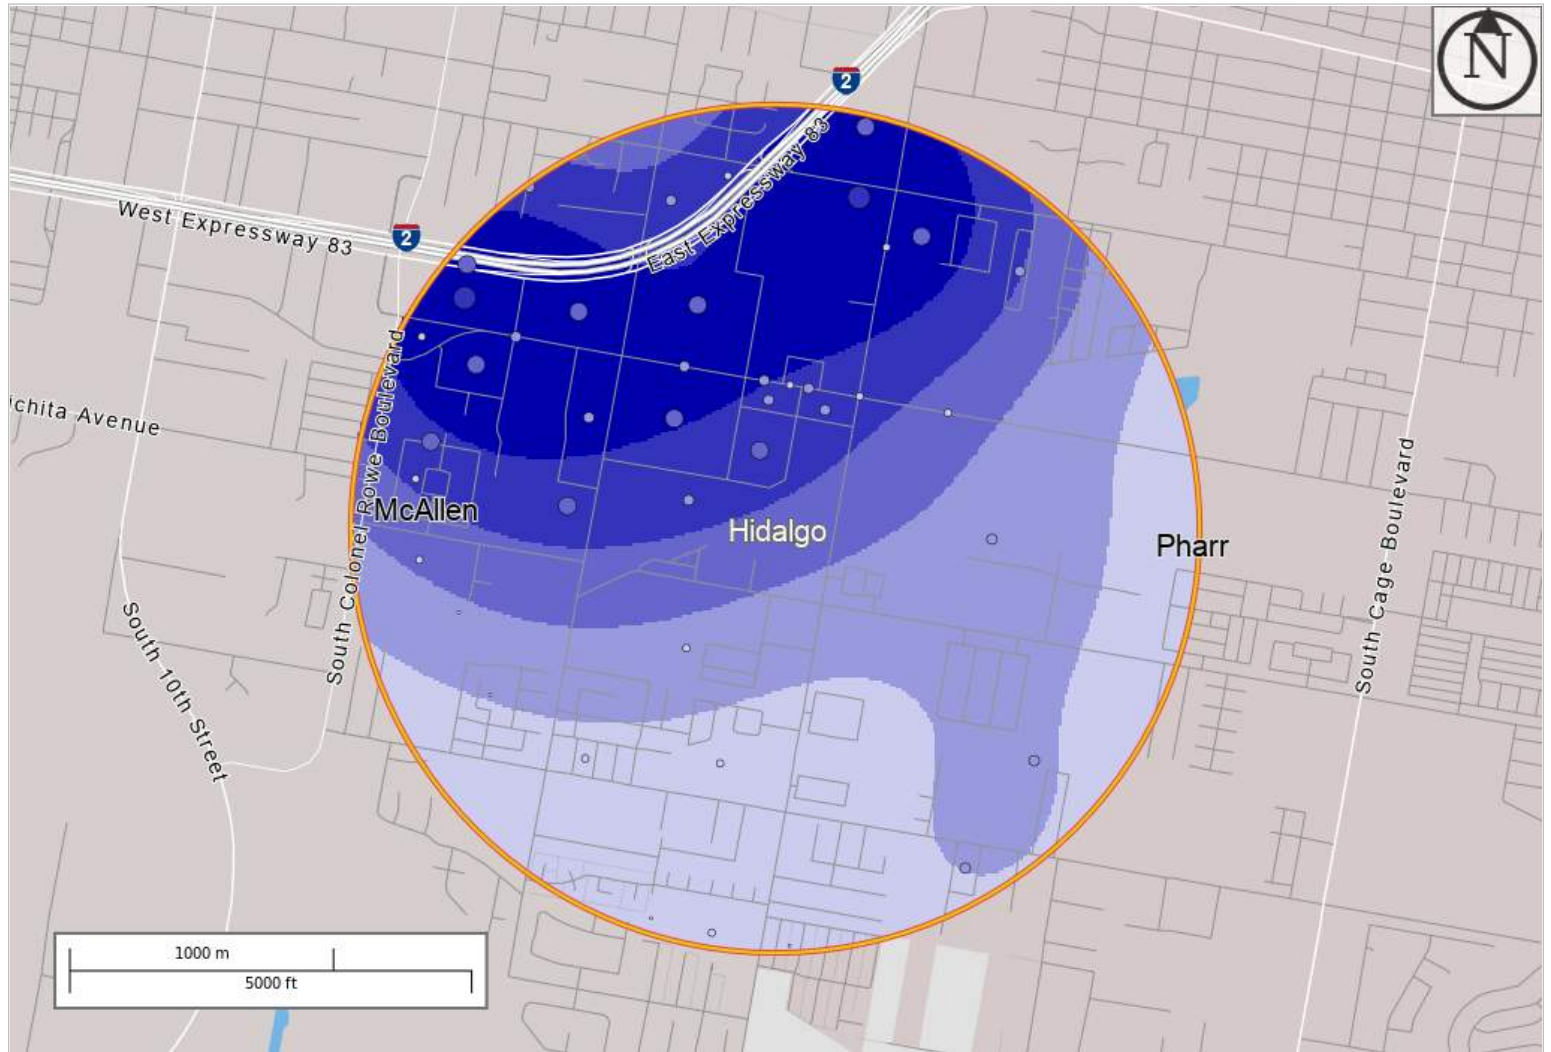 N
2
East Expressway 83
West Expressway 83
2
South Colonel Rowe Boulevard
ichita Avenue
McAllen
Hidalgo
Pharr
South Cage Boulevard
South 10th Street
1000 m
5000 ft